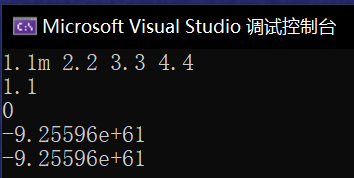 Microsoft Visual Studio 调试控制台
1.1m 2.2 3.3 4.4
1.1
0
-9.25596e+61
-9.25596e+61